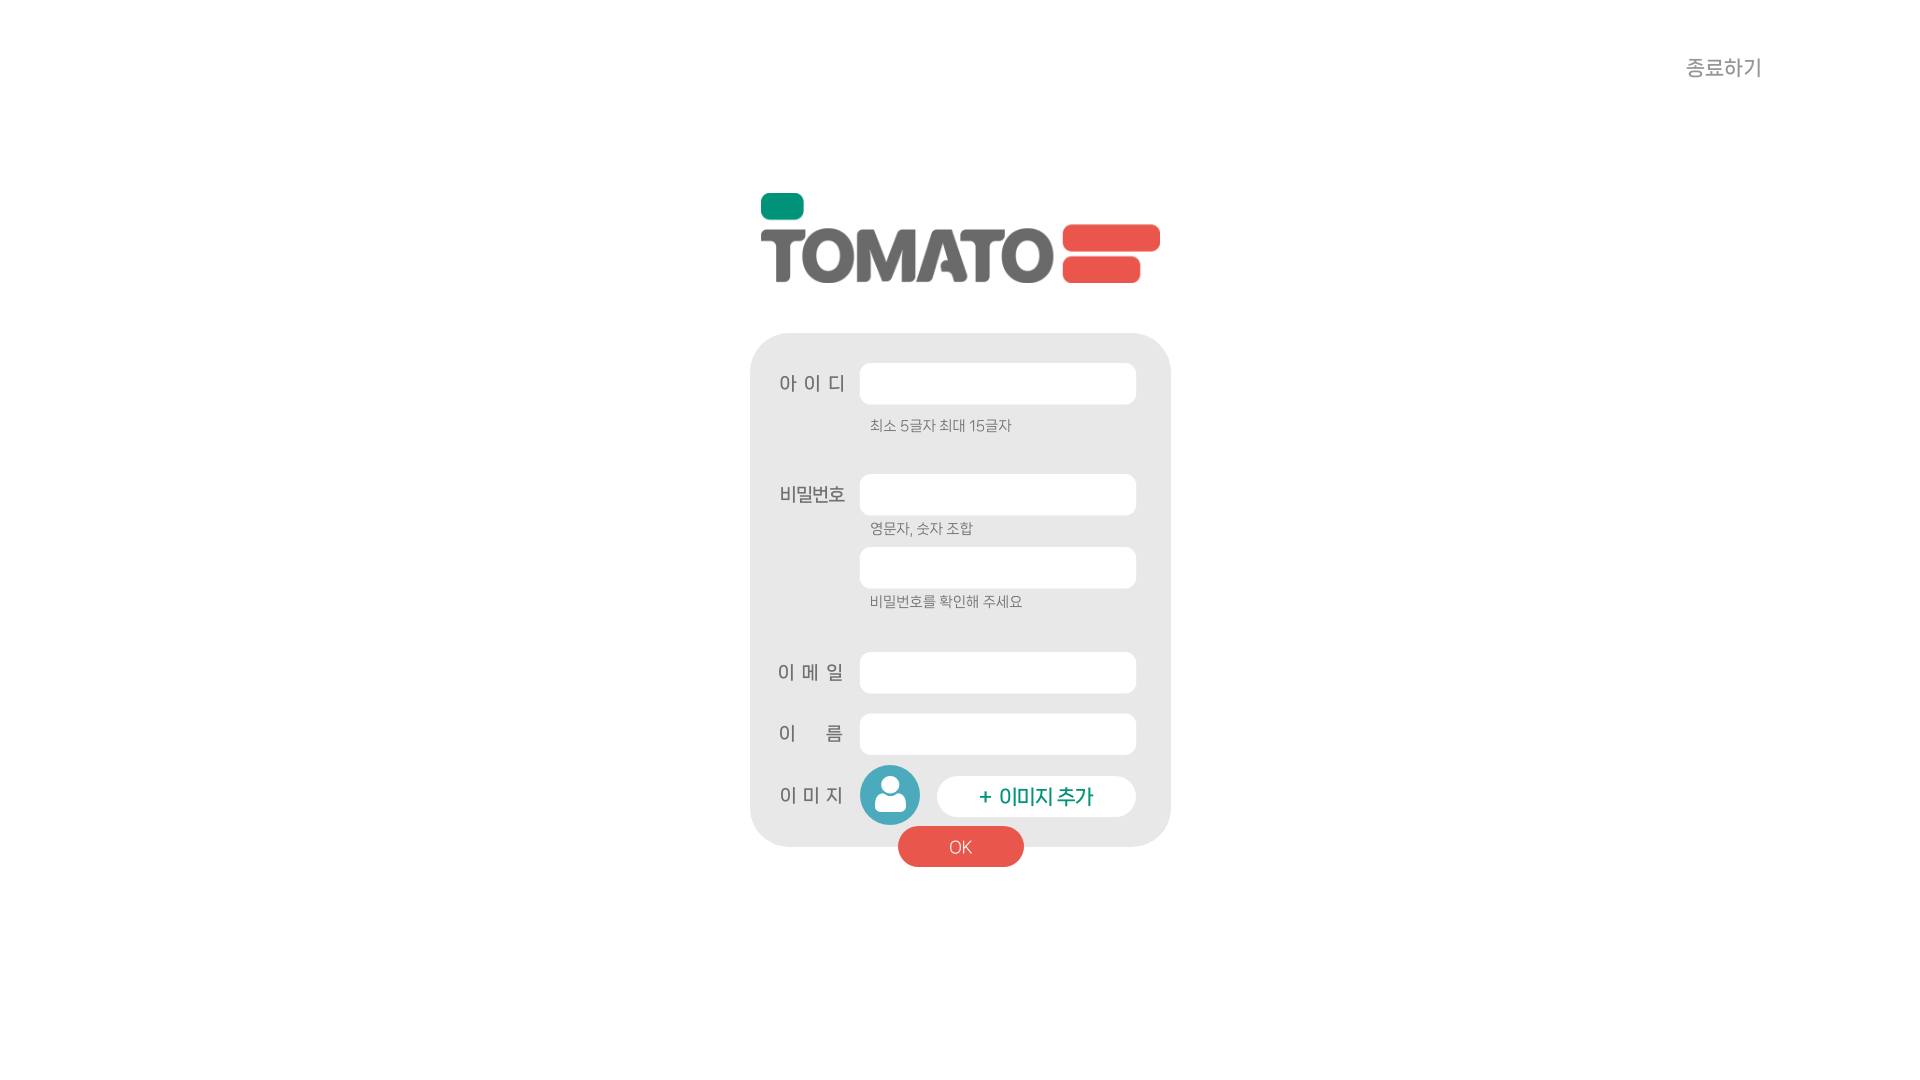 종료하기
TOMATO
아 이 디
최소 5글자 최대 15글자
비밀번호
영문자, 숫자 조합
비밀번호를 확인해 주세요
이 메 일
이 름
이 미 지
+ 이미지 추가
OK